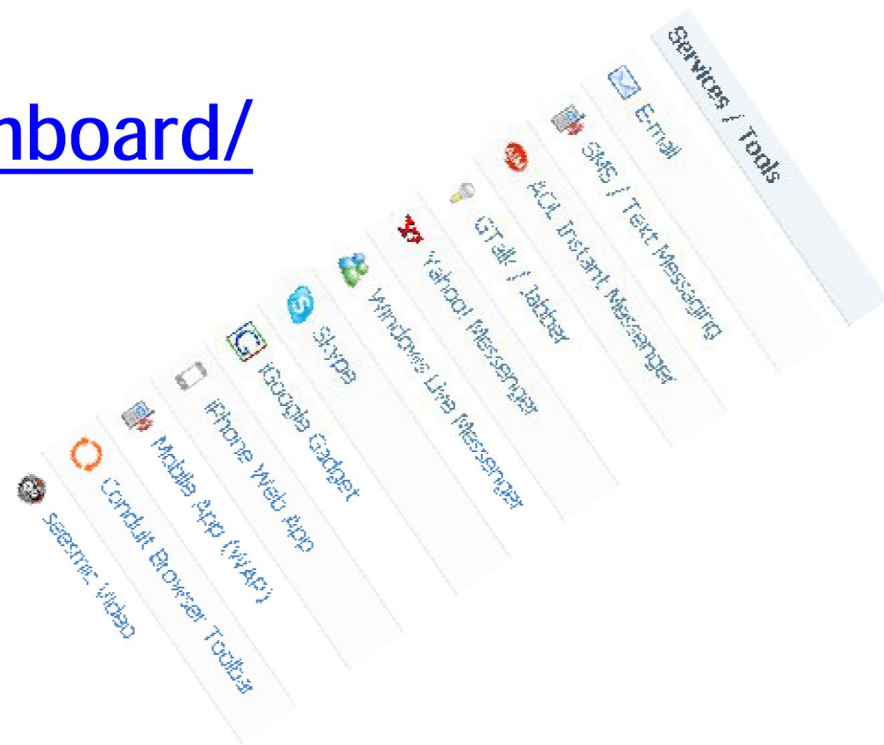 nboard/
Services / Tools
E-mail
SMS / Text Messaging
AOL Instant Messenger
GTalk / Jabber
Yahoo! Messenger
Windows Live Messenger
Skype
iGoogle Gadget
iPhone Web App
Mobile App (WAP)
Conduit Browser Toolbar
seesmic Video